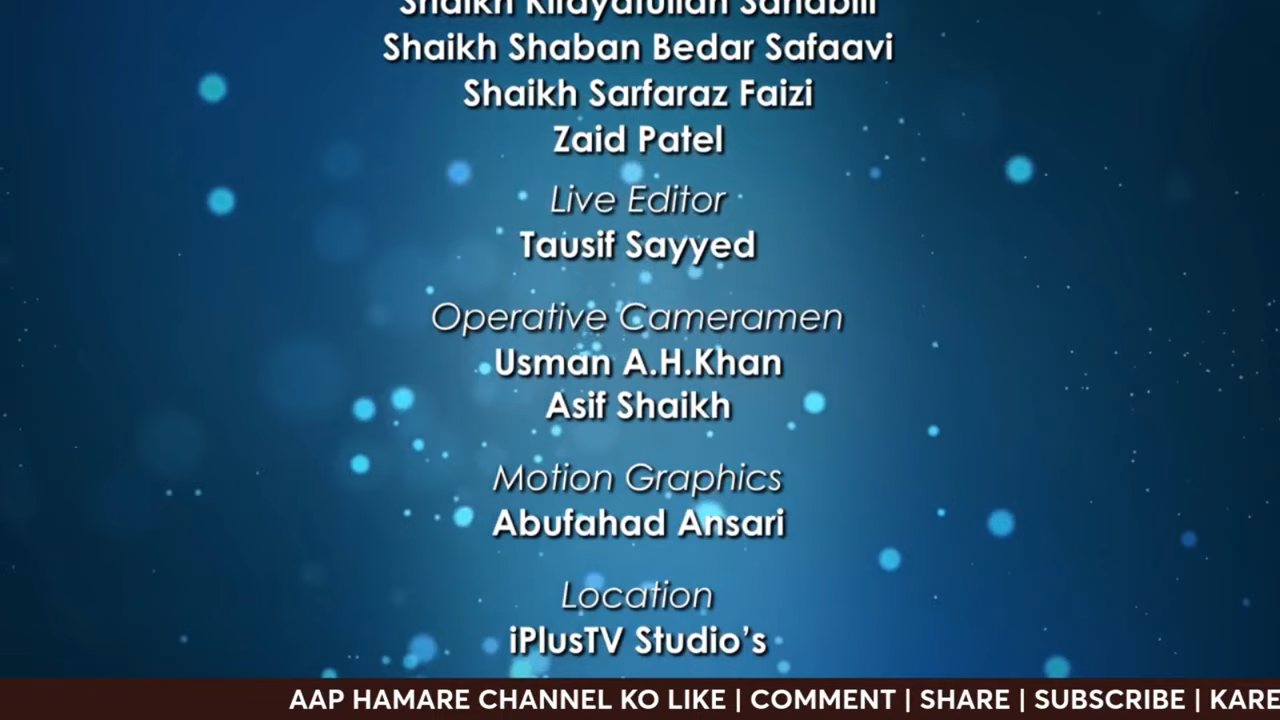 Shaikh
Shaikh Shaban Bedar Safaavi
Shaikh Sarfaraz Faizi
Zaid Patel
Live Editor
Tausif Sayyed
Operative Cameramen
Usman A.H.Khan
Asif Shaikh
Motion Graphics
Abufahad Ansari
Location
iPlusTV Studio's
AAP HAMARE CHANNEL KO LIKE | COMMENT | SHARE | SUBSCRIBE | KARE